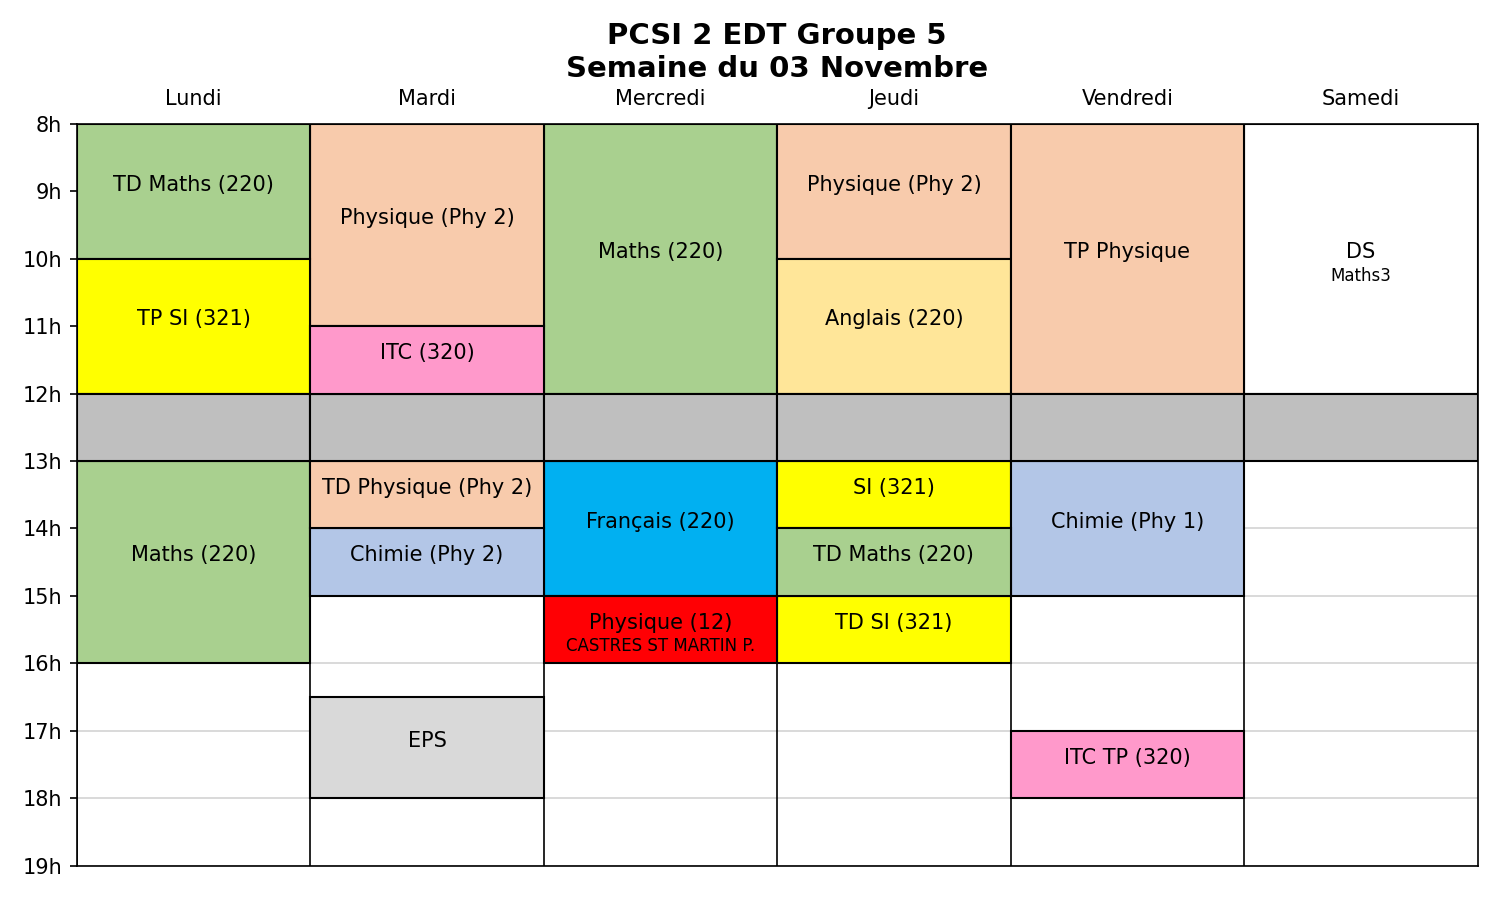 PCSI 2 EDT Groupe 5
Semaine du 03 Novembre
Lundi
Mardi
Mercredi
Jeudi
Vendredi
Samedi
8h
9h
10h
11h
12h
13h
14h
15h
16h
17h
18h
19h
TD Maths (220)
TP SI (321)
Maths (220)
Physique (Phy 2)
ITC (320)
TD Physique (Phy 2)
Chimie (Phy 2)
EPS
Maths (220)
Français (220)
Physique (12)
CASTRES ST MARTIN P.
Physique (Phy 2)
Anglais (220)
SI (321)
TD Maths (220)
TD SI (321)
TP Physique
Chimie (Phy 1)
ITC TP (320)
DS
Maths3